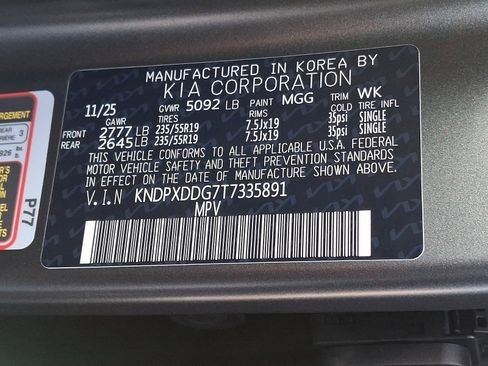 MANUFACTURED IN KOREA BY
KIA CORPORATION
11/25 GVWR 5092 LB PAINT MGG TRIM WK
GAWR TIRES RIMS COLD TIRE INFL
FRONT 2777 LB 235/55R19 7.5Jx19 35psi SINGLE
REAR 2645 LB 235/55R19 7.5Jx19 35psi SINGLE
THIS VEHICLE CONFORMS TO ALL APPLICABLE U.S.A. FEDERAL
MOTOR VEHICLE SAFETY AND THEFT PREVENTION STANDARDS
IN EFFECT ON THE DATE OF MANUFACTURE SHOWN ABOVE.
V.I.N KNDPXDDG7T7335891
MPV
P77